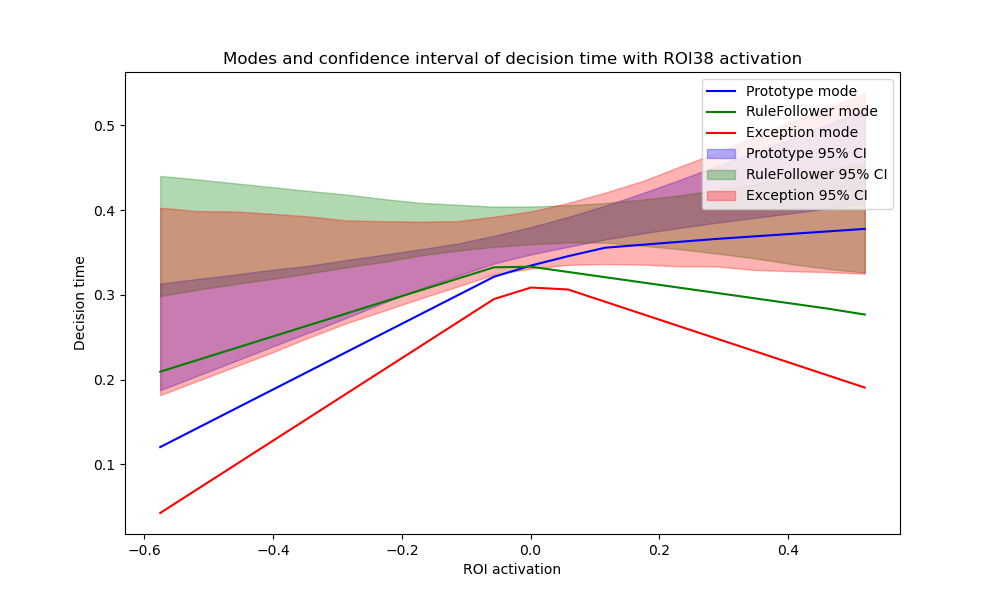 Modes and confidence interval of decision time with ROI38 activation
Prototype mode
RuleFollower mode
Exception mode
Prototype 95% CI
RuleFollower 95% CI
Exception 95% CI
Decision time
0.5
0.4
0.3
0.2
0.1
−0.6
−0.4
−0.2
0.0
0.2
0.4
ROI activation